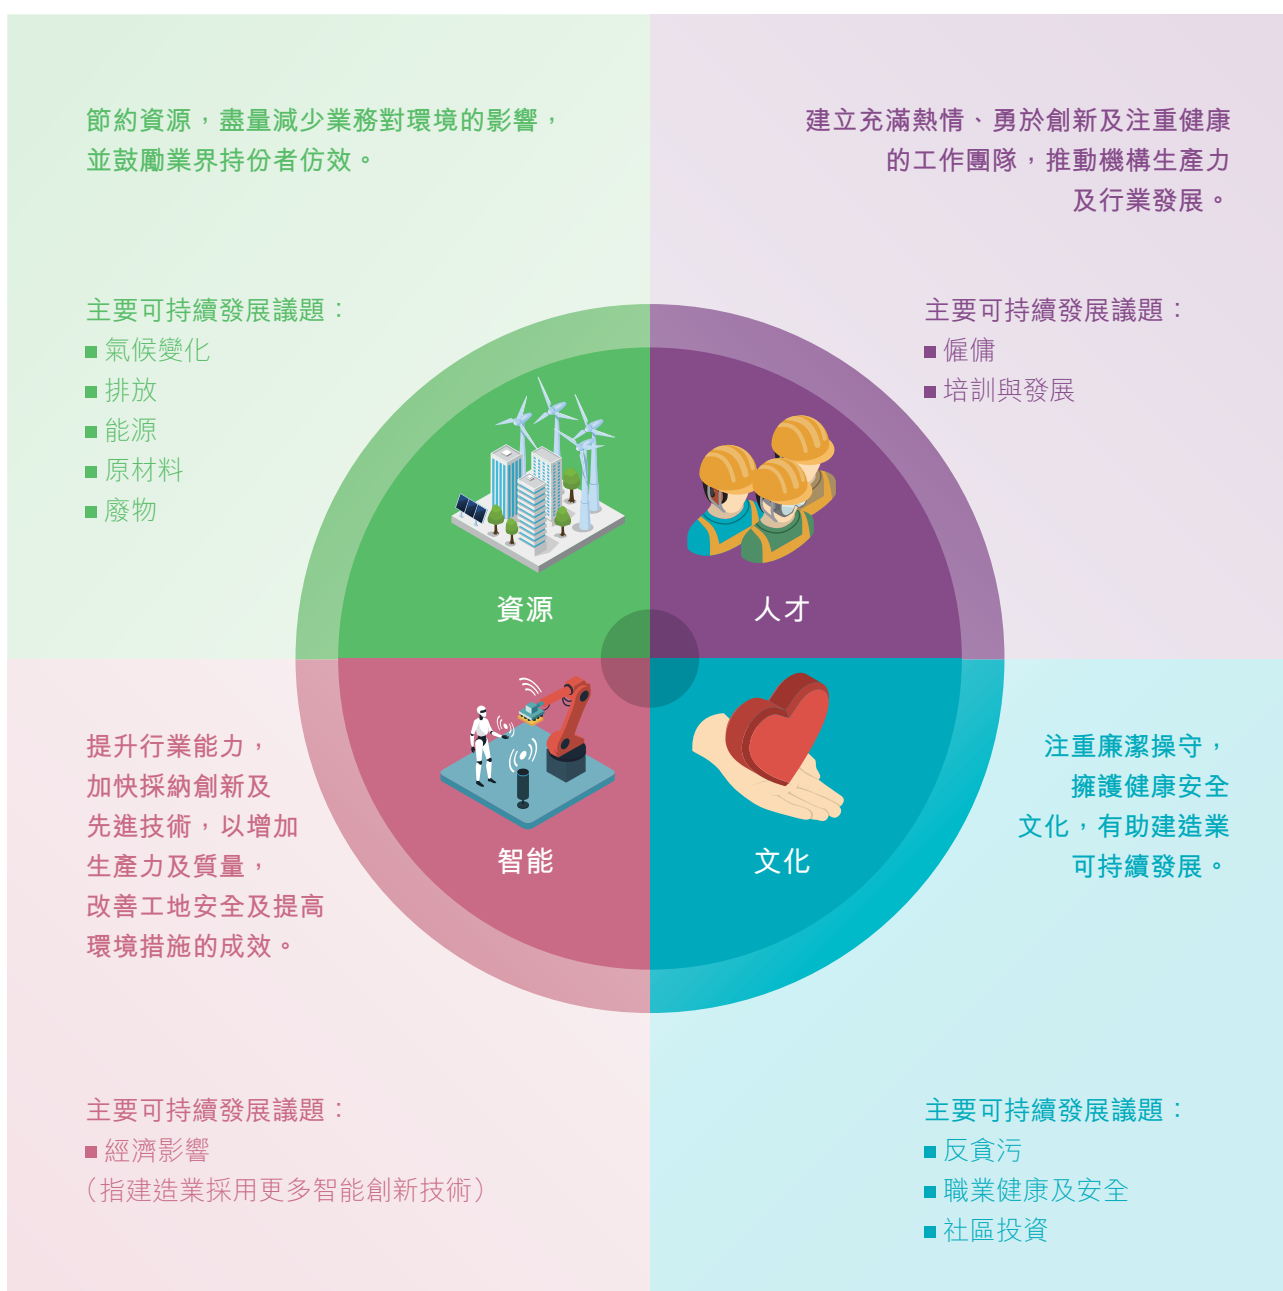 節約資源，盡量減少業務對環境的影響，
並鼓勵業界持份者仿效。
主要可持續發展議題：
■ 氣候變化
■ 排放
■ 能源
■ 原材料
■ 廢物
資源
建立充滿熱情、勇於創新及注重健康
的工作團隊，推動機構生產力
及行業發展。
主要可持續發展議題：
■ 僱傭
■ 培訓與發展
人才
提升行業能力，
加快採納創新及
先進技術，以增加
生產力及質量，
改善工地安全及提高
環境措施的成效。
智能
主要可持續發展議題：
■ 經濟影響
（指建造業採用更多智能創新技術）
文化
注重廉潔操守，
擁護健康安全
文化，有助建造業
可持續發展。
主要可持續發展議題：
■ 反貪污
■ 職業健康及安全
■ 社區投資